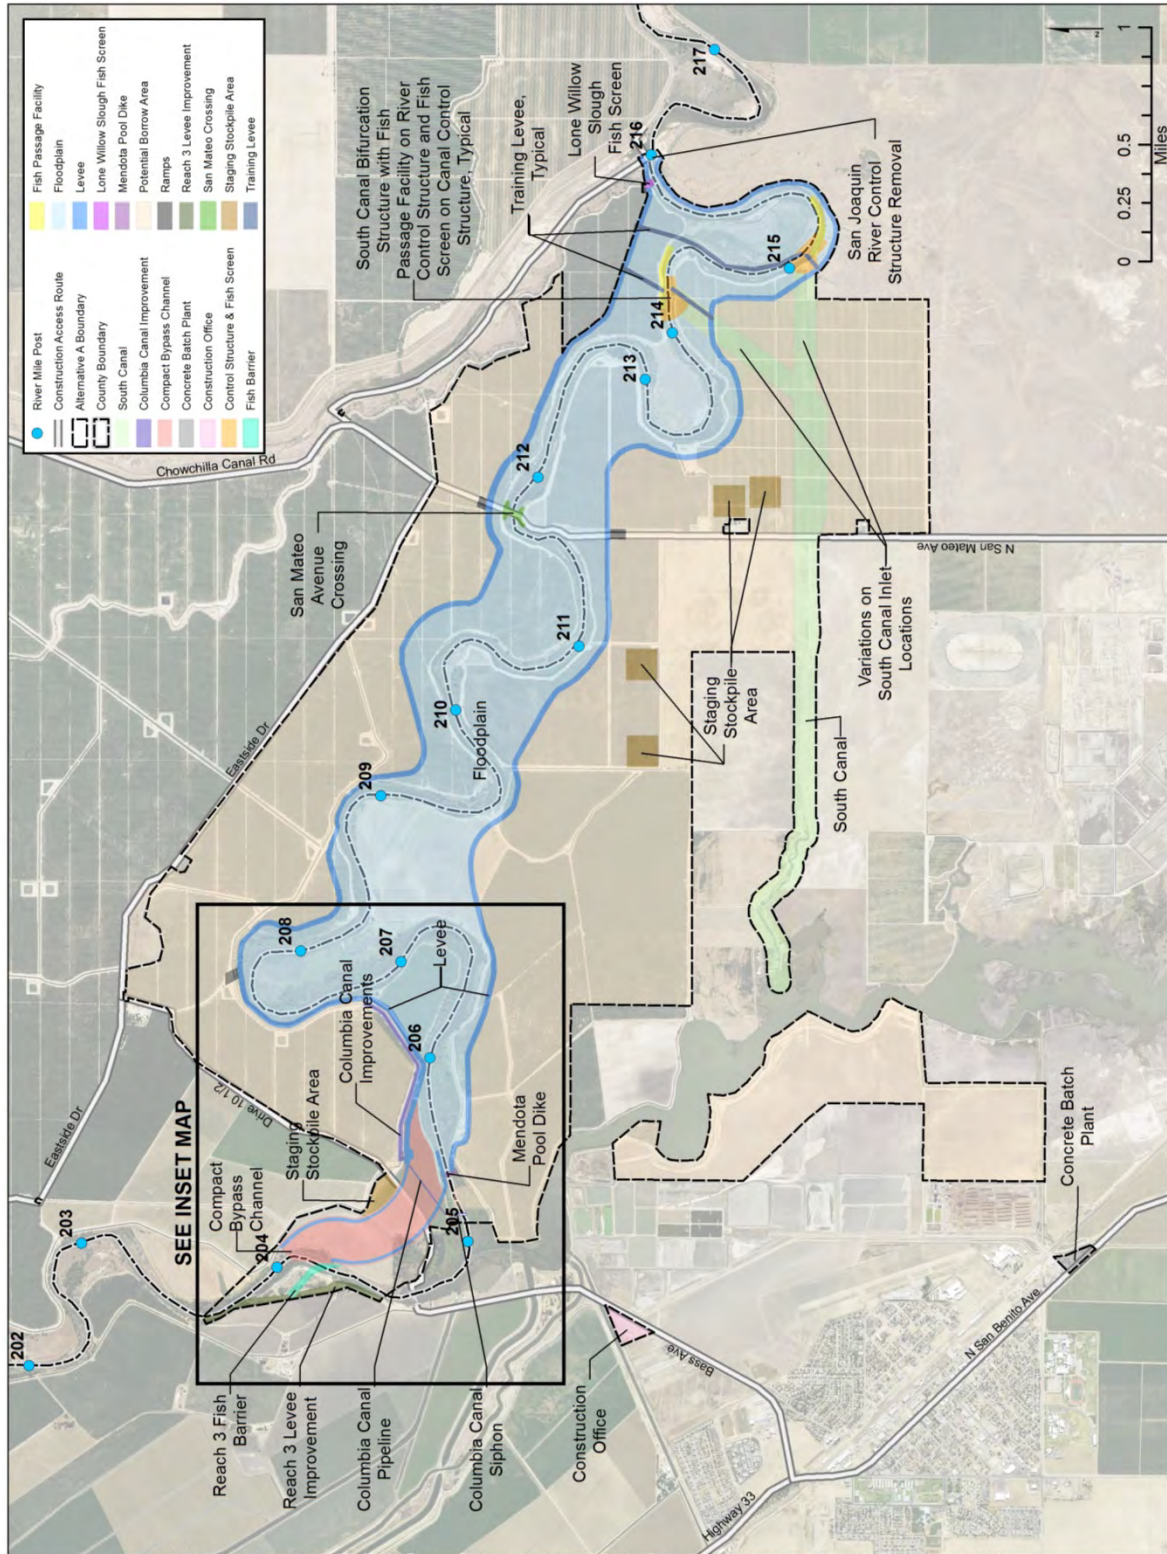 River Mile Post
Construction Access Route
Alternative A Boundary
County Boundary
South Canal
Columbia Canal Improvement
Compact Bypass Channel
Concrete Batch Plant
Construction Office
Control Structure & Fish Screen
Fish Barrier
Fish Passage Facility
Floodplain
Levee
Lone Willow Slough Fish Screen
Mendota Pool Dike
Potential Borrow Area
Ramps
Reach 3 Levee Improvement
San Mateo Crossing
Staging Stockpile Area
Training Levee
202
203
SEE INSET MAP
204
Compact
Bypass
Channel
Staging
Stockpile Area
Columbia Canal
Improvements
205
206
207
208
Levee
Mendota
Pool Dike
Reach 3 Fish
Barrier
Reach 3 Levee
Improvement
Columbia Canal
Pipeline
Columbia Canal
Siphon
Construction
Office
Concrete Batch
Plant
Eastside Dr
Drive 10 1/2
Eastside Dr
Chowchilla Canal Rd
Bass Ave
N San Benito Ave
Highway 33
209
210
Floodplain
211
San Mateo
Avenue
Crossing
212
213
214
215
216
217
South Canal Bifurcation
Structure with Fish
Passage Facility on River
Control Structure and Fish
Screen on Canal Control
Structure, Typical
Training Levee,
Typical
Lone Willow
Slough
Fish Screen
San Joaquin
River Control
Structure Removal
Staging
Stockpile
Area
South Canal
Variations on
South Canal Inlet
Locations
N San Mateo Ave
0
0.25
0.5
1
Miles
z